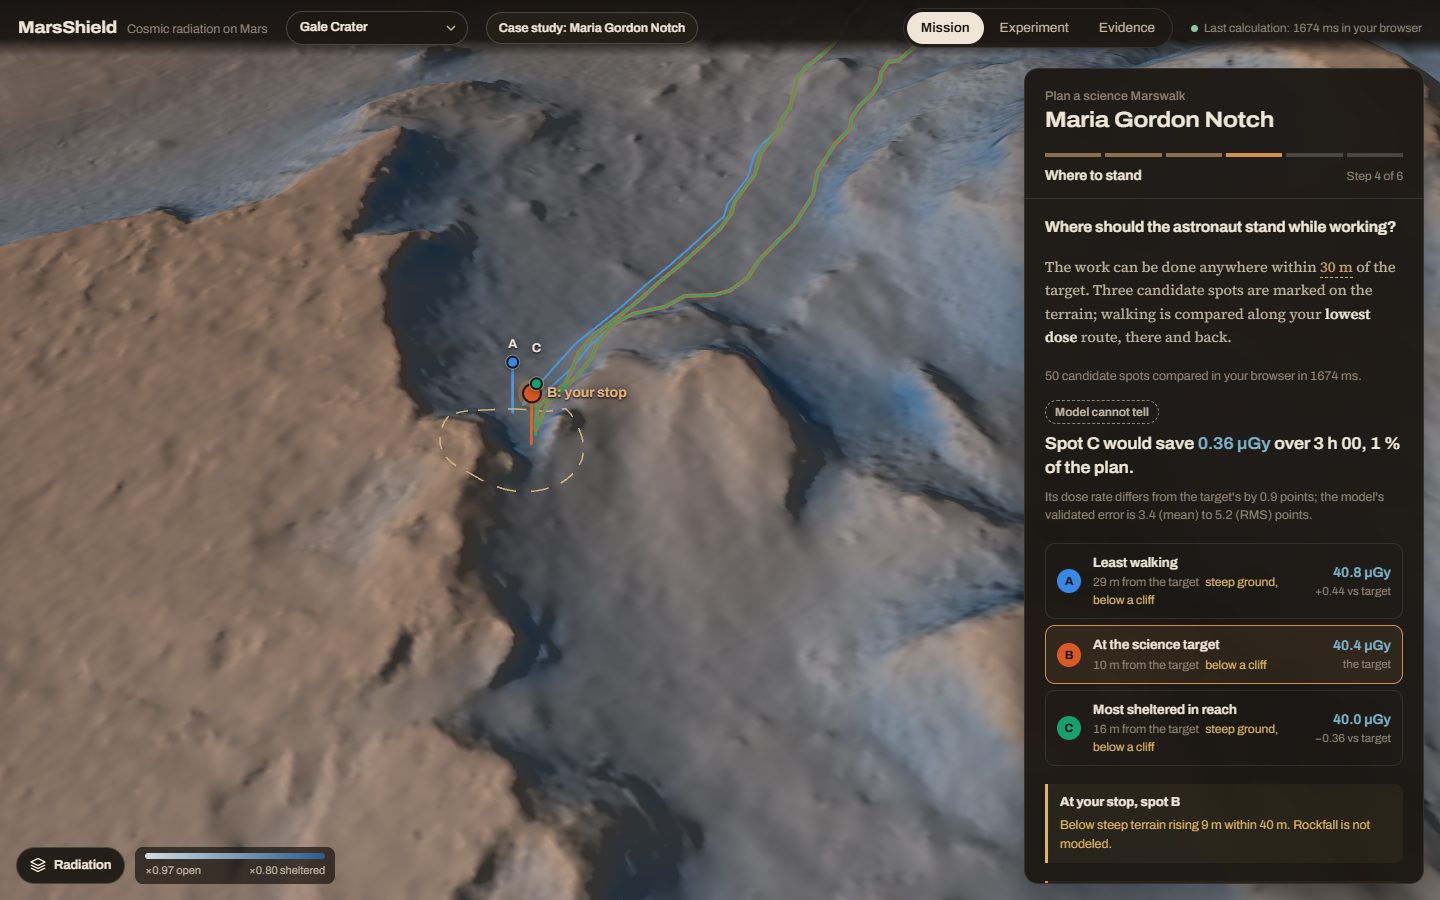 MarsShield Cosmic radiation on Mars Gale Crater Case study: Maria Gordon Notch Mission Experiment Evidence Last calculation: 1674 ms in your browser
Plan a science Marswalk
Maria Gordon Notch
Where to stand Step 4 of 6
Where should the astronaut stand while working?
The work can be done anywhere within 30 m of the
target. Three candidate spots are marked on the
terrain; walking is compared along your lowest
dose route, there and back.
50 candidate spots compared in your browser in 1674 ms.
Model cannot tell
Spot C would save 0.36 µGy over 3 h 00, 1 %
of the plan.
Its dose rate differs from the target's by 0.9 points; the model's
validated error is 3.4 (mean) to 5.2 (RMS) points.
A Least walking 40.8 µGy
29 m from the target steep ground, +0.44 vs target
below a cliff
B At the science target 40.4 µGy
10 m from the target below a cliff the target
C Most sheltered in reach 40.0 µGy
16 m from the target steep ground, −0.36 vs target
below a cliff
At your stop, spot B
Below steep terrain rising 9 m within 40 m. Rockfall is not
modeled.
A C
B: your stop
Radiation
×0.97 open ×0.80 sheltered